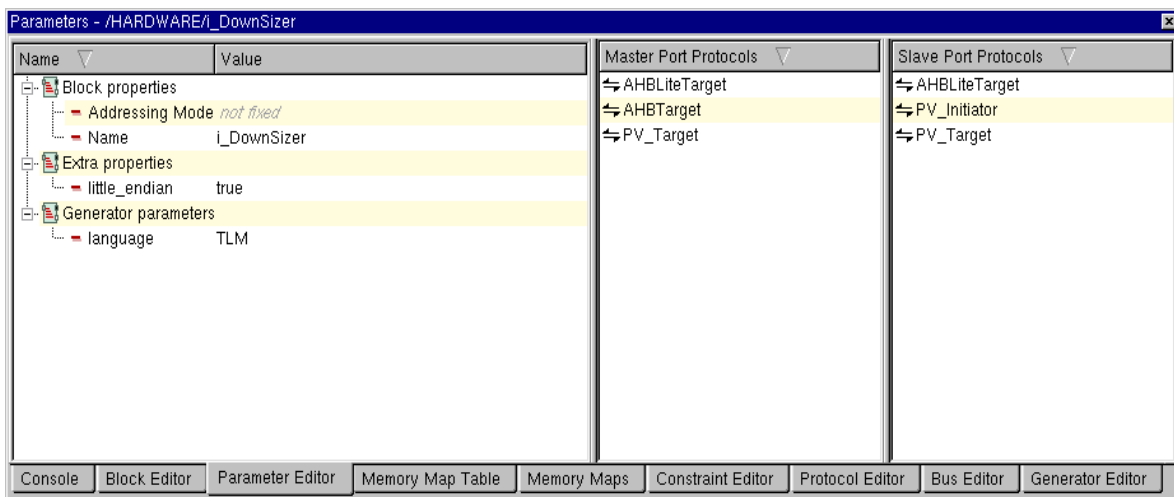 Parameters - /HARDWARE/i_DownSizer
Name Value Master Port Protocols Slave Port Protocols
Block properties AHBLiteTarget AHBLiteTarget
Addressing Mode not fixed AHBTarget PV_Initiator
Name i_DownSizer PV_Target PV_Target
Extra properties
little_endian true
Generator parameters
language TLM
Console Block Editor Parameter Editor Memory Map Table Memory Maps Constraint Editor Protocol Editor Bus Editor Generator Editor